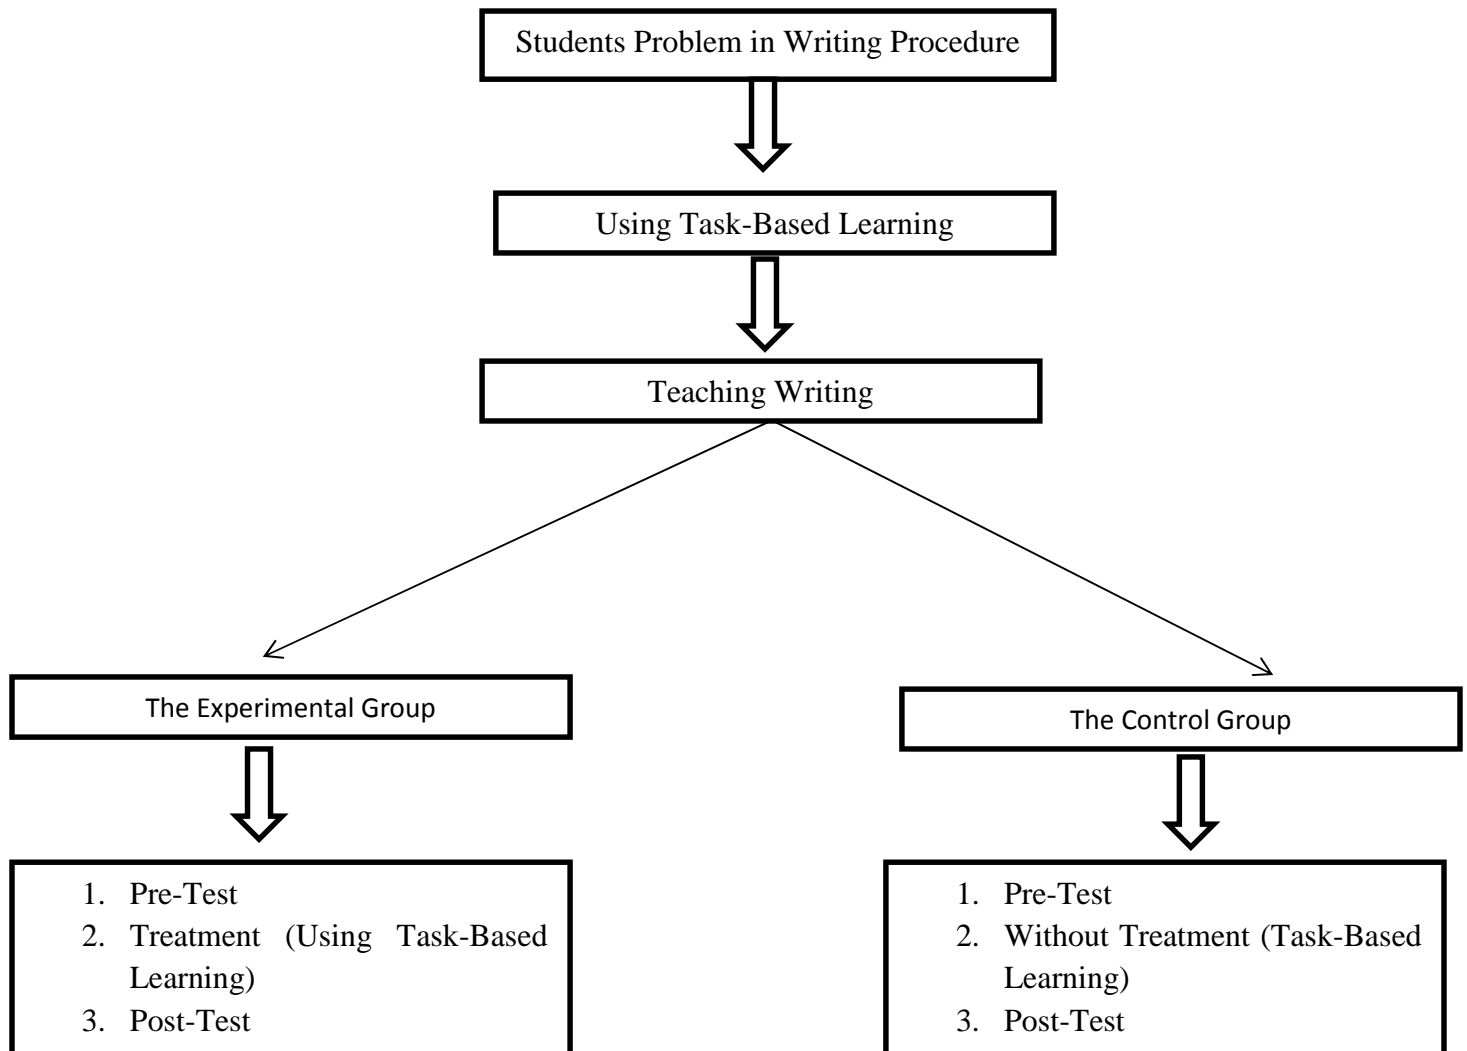 Students Problem in Writing Procedure
Using Task-Based Learning
Teaching Writing
The Experimental Group
The Control Group
1. Pre-Test
2. Treatment (Using Task-Based
Learning)
3. Post-Test
1. Pre-Test
2. Without Treatment (Task-Based
Learning)
3. Post-Test